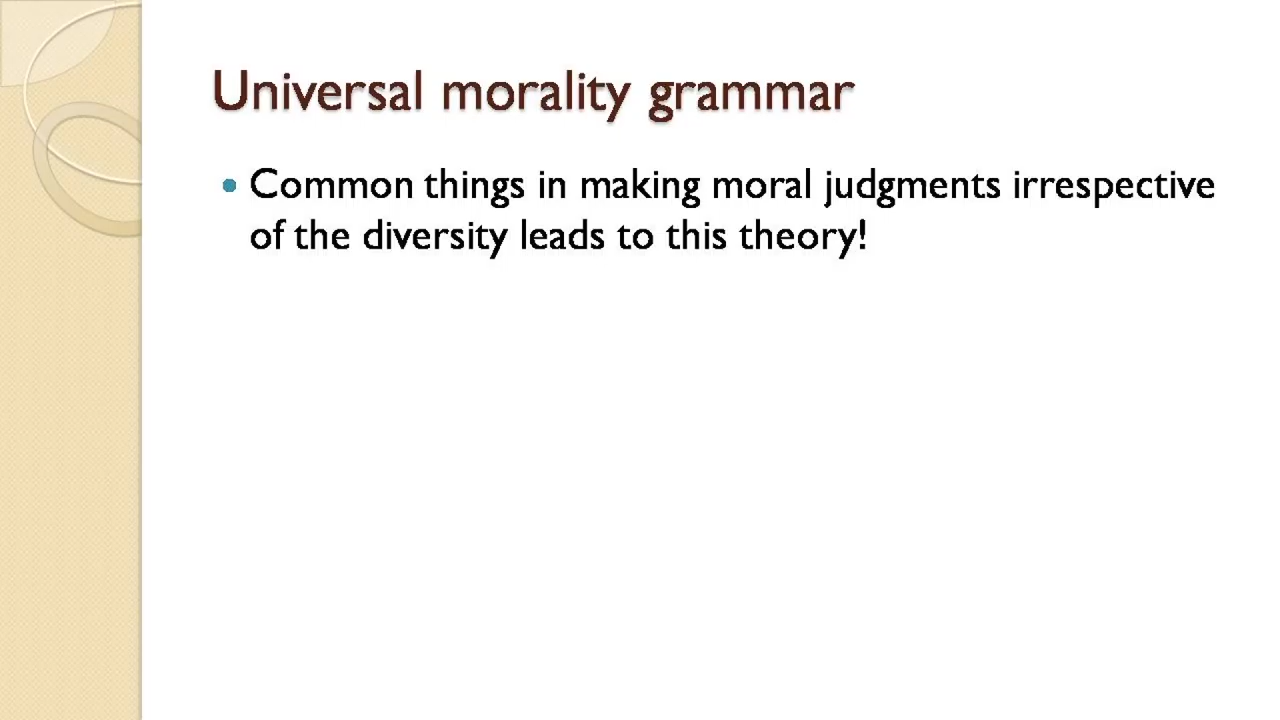 Universal morality grammar
• Common things in making moral judgments irrespective
of the diversity leads to this theory!